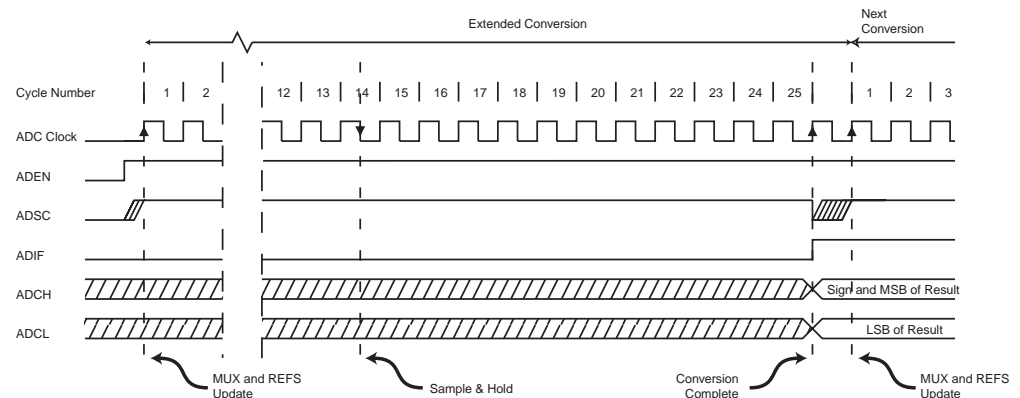 Extended Conversion
Next
Conversion
Cycle Number 1 2 12 13 14 15 16 17 18 19 20 21 22 23 24 25 1 2 3
ADC Clock
ADEN
ADSC
ADIF
ADCH Sign and MSB of Result
ADCL LSB of Result
MUX and REFS
Update
Sample & Hold
Conversion
Complete
MUX and REFS
Update